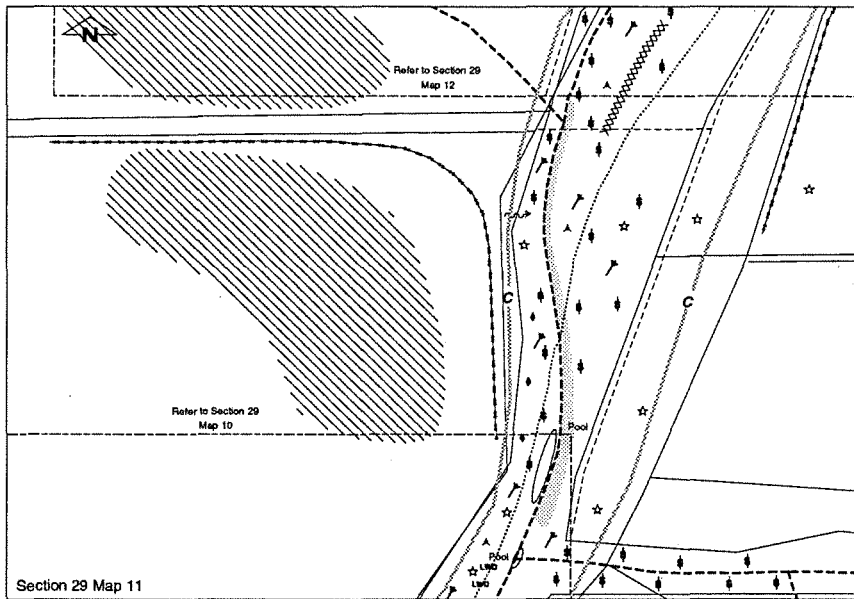 N
Refer to Section 29
Map 12
C
C
Refer to Section 29
Map 10
Pool
Pool
LWD
LWD
Section 29 Map 11